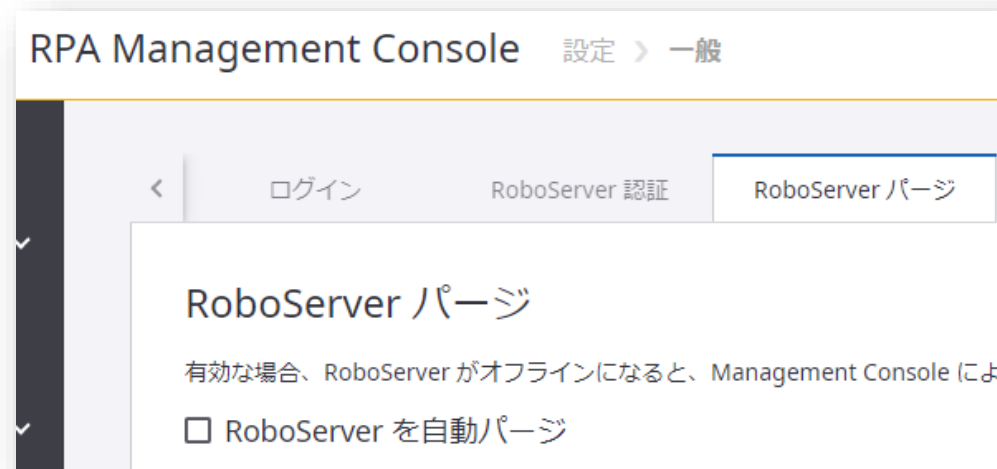 RPA Management Console 設定 > 一般
< ログイン RoboServer 認証 RoboServer パージ
RoboServer パージ
有効な場合、RoboServer がオフラインになると、Management Console によ
RoboServer を自動パージ